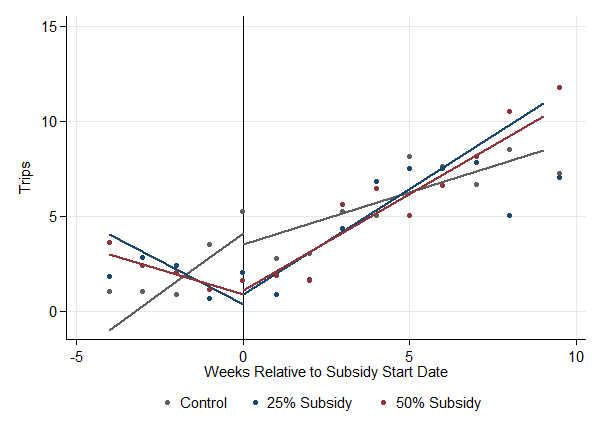 15
10
5
0
Trips
-5 0 5 10
Weeks Relative to Subsidy Start Date
Control 25% Subsidy 50% Subsidy